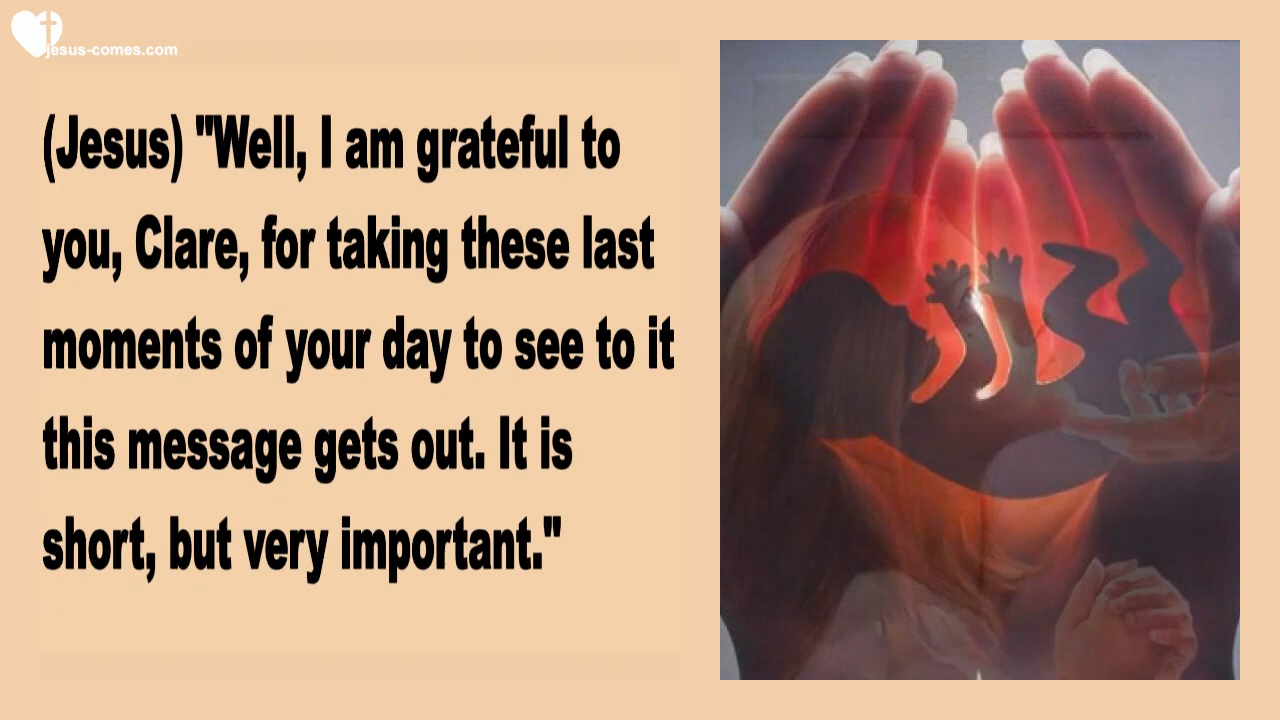 jesus-comes.com
(Jesus) "Well, I am grateful to
you, Clare, for taking these last
moments of your day to see to it
this message gets out. It is
short, but very important."